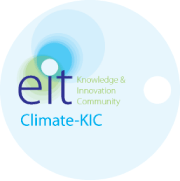 eit
Knowledge &
Innovation
Community
Climate-KIC